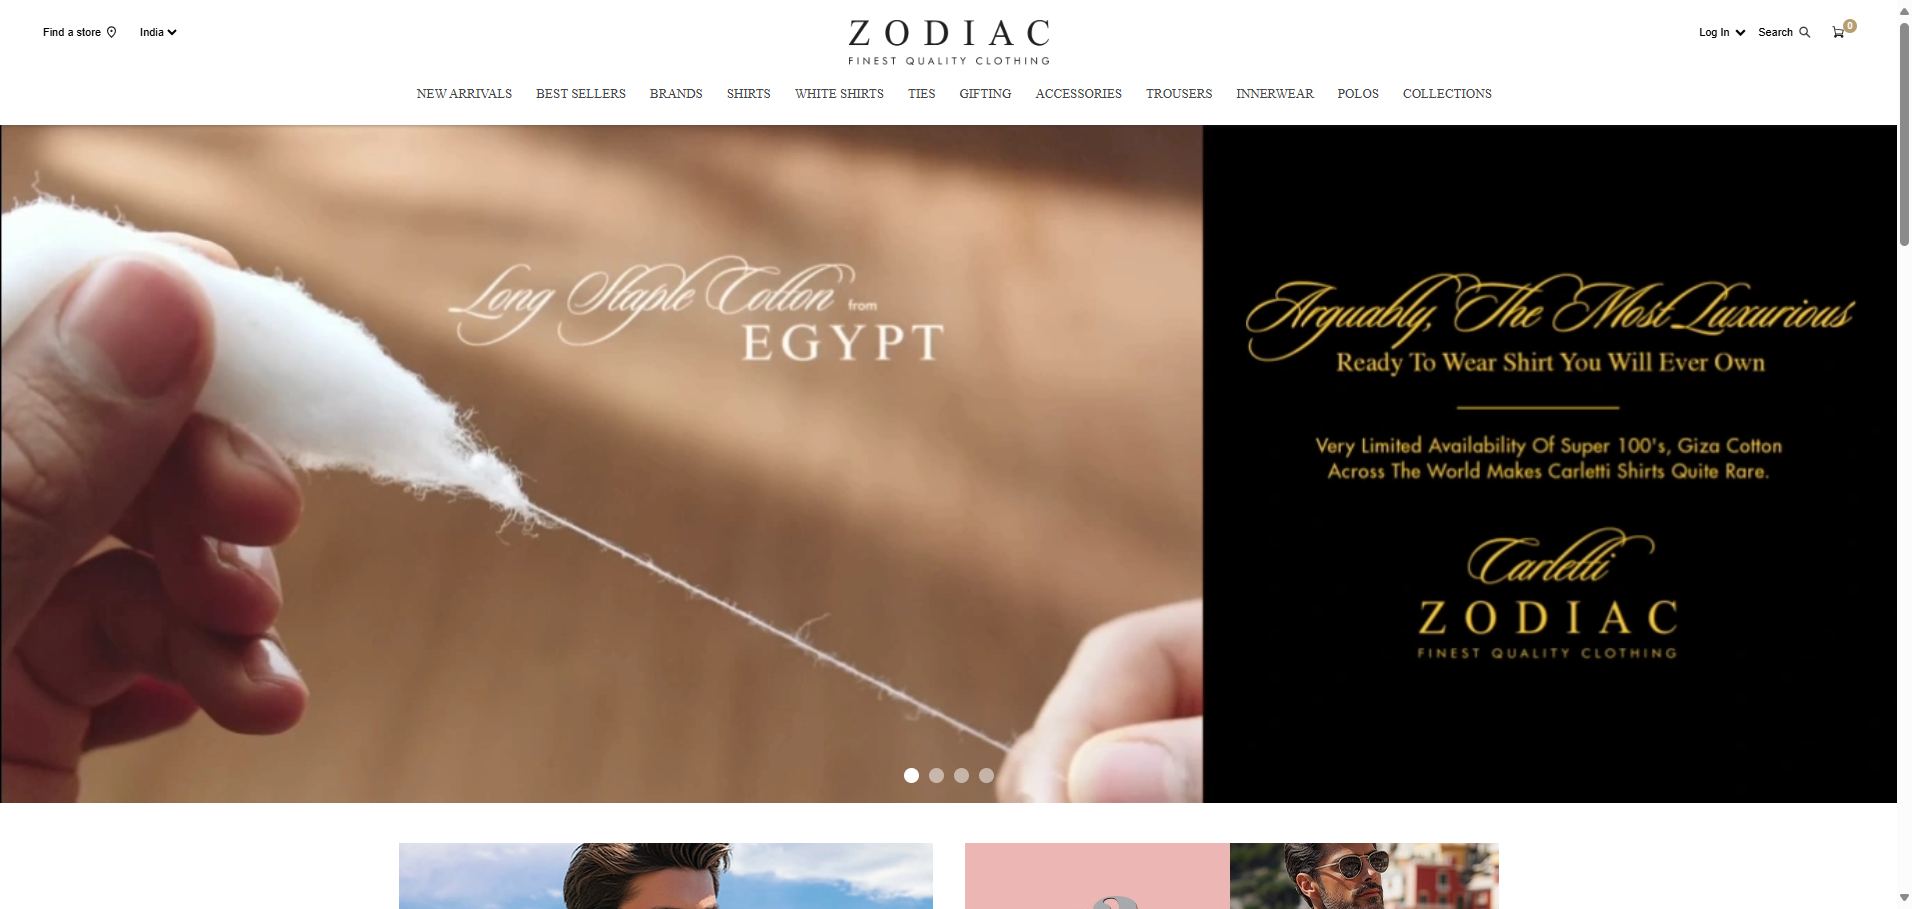 Find a store
India
ZODIAC
FINEST QUALITY CLOTHING
Log In
Search
0
NEW ARRIVALS
BEST SELLERS
BRANDS
SHIRTS
WHITE SHIRTS
TIES
GIFTING
ACCESSORIES
TROUSERS
INNERWEAR
POLOS
COLLECTIONS
Long Staple Cotton from
EGYPT
Arguably, The Most Luxurious
Ready To Wear Shirt You Will Ever Own
Very Limited Availability Of Super 100's, Giza Cotton
Across The World Makes Carletti Shirts Quite Rare.
Carletti
ZODIAC
FINEST QUALITY CLOTHING